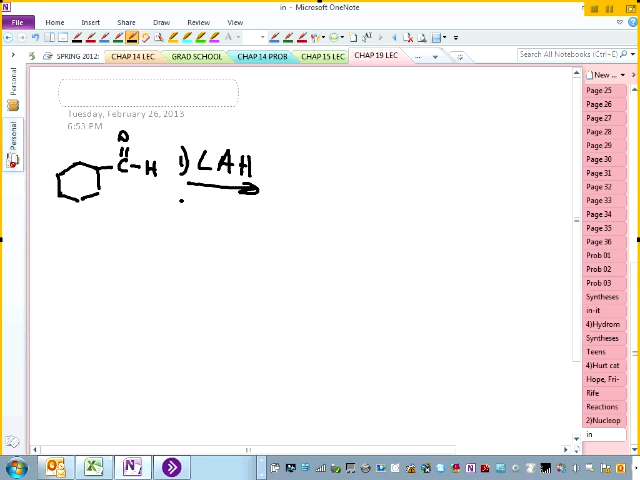 in - Microsoft OneNote
File Home Insert Share Draw Review View
SPRING 2012: CHAP 14 LEC GRAD SCHOOL CHAP 14 PROB CHAP 15 LEC CHAP 19 LEC ... Search All Notebooks (Ctrl+E)
Personal
Personal
Tuesday, February 26, 2013
6:53 PM
O
C - H 1) LAH
New ...
Page 25
Page 26
Page 27
Page 28
Page 29
Page 30
Page 31
Page 32
Page 33
Page 34
Page 35
Page 36
Prob 01
Prob 02
Prob 03
Syntheses
in-it
4)Hydrom
Syntheses
Teens
4)Hurt cat
Hope, Fri-
Rife
Reactions
2)Nucleop
in